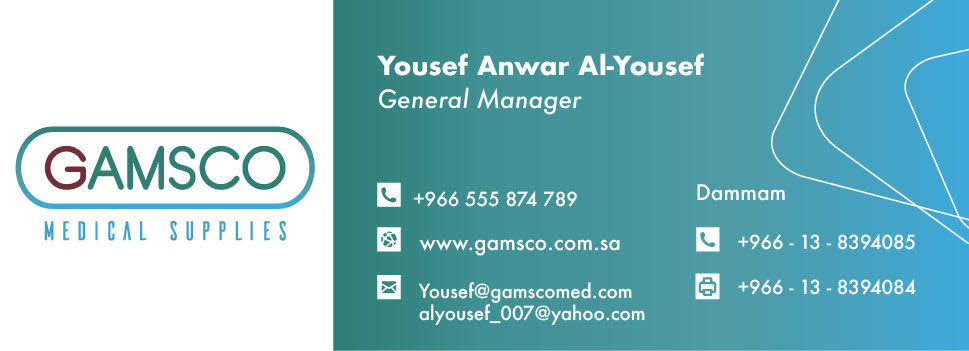 GAMSCO
MEDICAL SUPPLIES
Yousef Anwar Al-Yousef
General Manager
+966 555 874 789
www.gamsco.com.sa
Yousef@gamscomed.com
alyousef_007@yahoo.com
Dammam
+966 - 13 - 8394085
+966 - 13 - 8394084